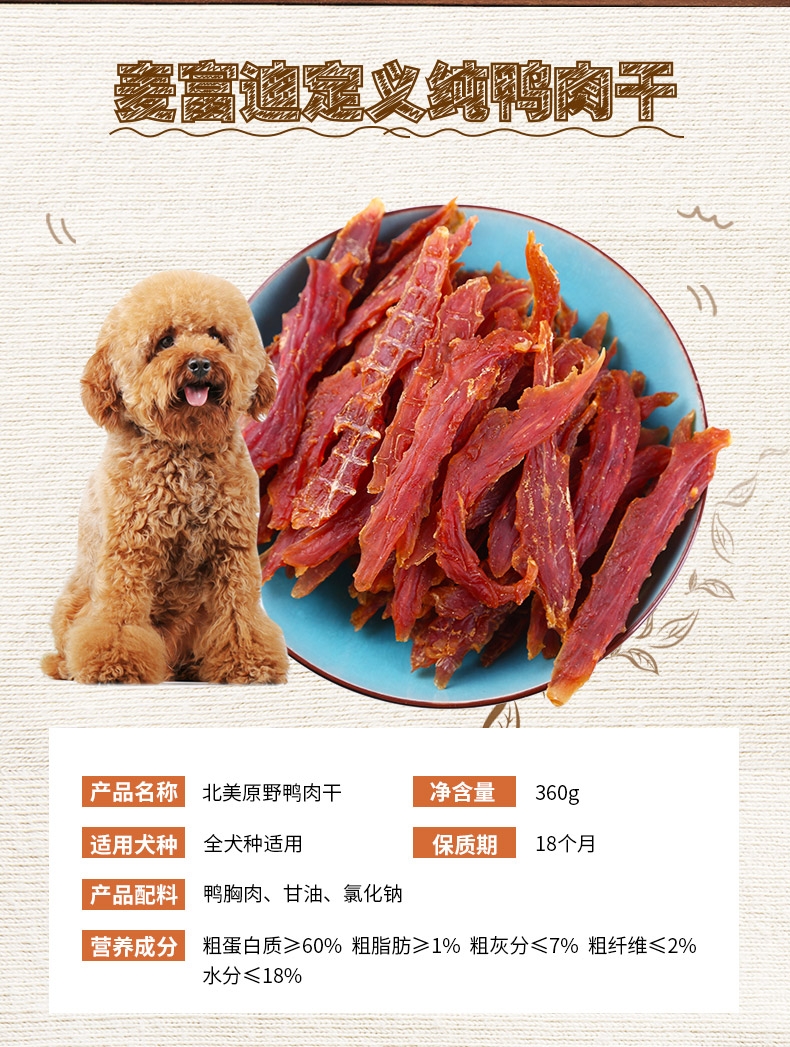 麦富迪定义纯鸭肉干
产品名称 北美原野鸭肉干 净含量 360g
适用犬种 全犬种适用 保质期 18个月
产品配料 鸭胸肉、甘油、氯化钠
营养成分 粗蛋白质≥60% 粗脂肪≥1% 粗灰分≤7% 粗纤维≤2%
水分≤18%